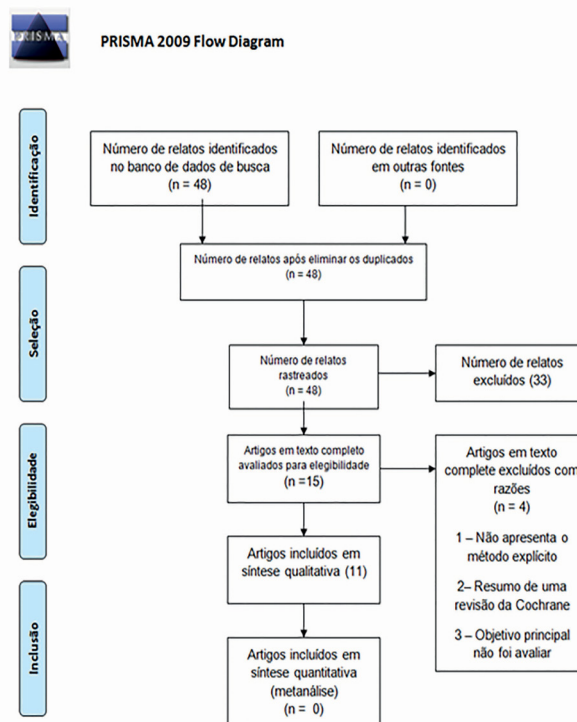 PRISMA
PRISMA 2009 Flow Diagram
Identificação
Número de relatos identificados
no banco de dados de busca
(n = 48)
Número de relatos identificados
em outras fontes
(n = 0)
Número de relatos após eliminar os duplicados
(n = 48)
Seleção
Número de relatos
rastreados
(n = 48)
Número de relatos
excluídos (33)
Elegibilidade
Artigos em texto completo
avaliados para elegibilidade
(n =15)
Artigos em texto
complete excluídos com
razões
(n = 4)
1 – Não apresenta o
método explícito
2– Resumo de uma
revisão da Cochrane
3 – Objetivo principal
não foi avaliar
Artigos incluídos em
síntese qualitativa (11)
Inclusão
Artigos incluídos em
síntese quantitativa
(metanálise)
(n = 0)